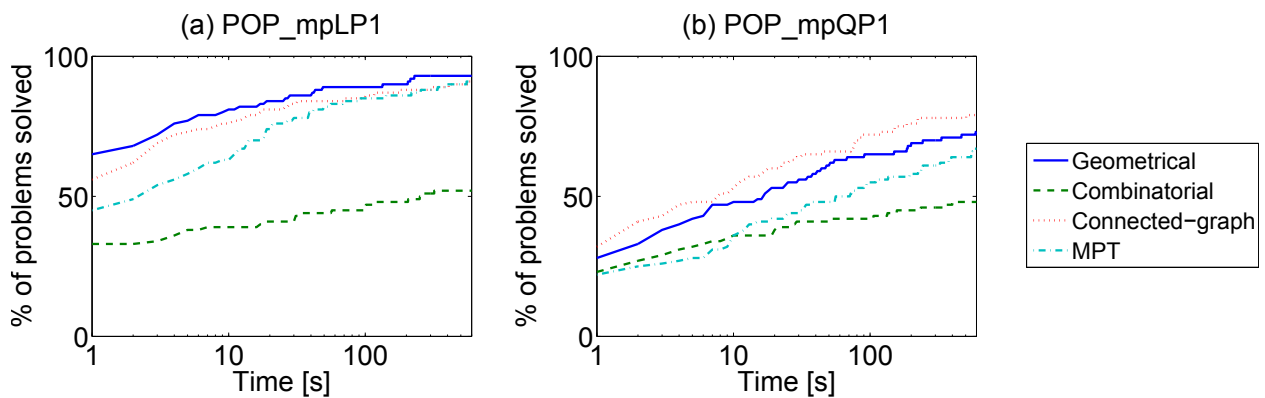 (a) POP_mpLP1
% of problems solved
100
50
0
1
10
100
Time [s]
(b) POP_mpQP1
% of problems solved
100
50
0
1
10
100
Time [s]
Geometrical
Combinatorial
Connected−graph
MPT